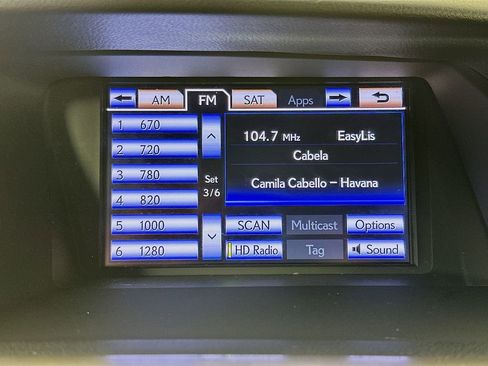 AM FM SAT Apps
1 670
2 720
3 780
4 820
5 1000
6 1280
Set
3/6
104.7 MHz EasyLis
Cabela
Camila Cabello – Havana
SCAN Multicast Options
HD Radio Tag Sound